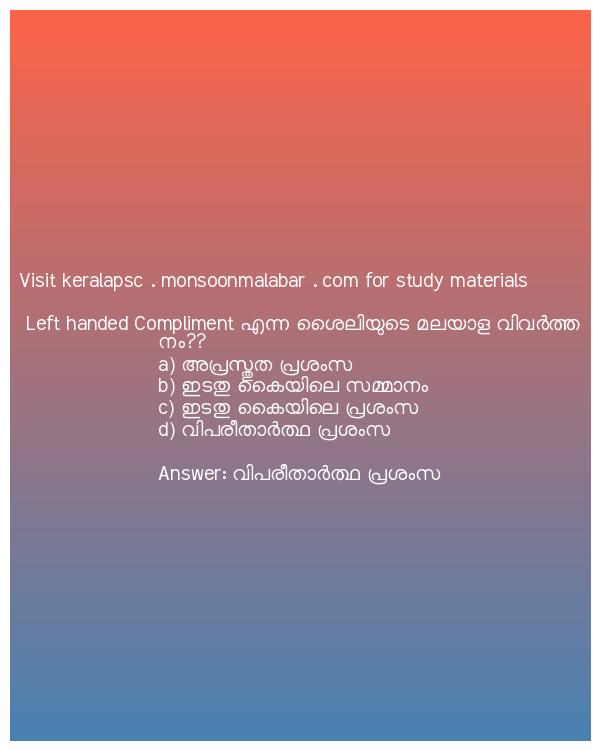 Visit keralapsc . monsoonmalabar . com for study materials
Left handed Compliment എന്ന ശൈലിയുടെ മലയാള വിവർത്ത
നം??
a) അപ്രസ്തുത പ്രശംസ
b) ഇടതു കൈയിലെ സമ്മാനം
c) ഇടതു കൈയിലെ പ്രശംസ
d) വിപരീതാർത്ഥ പ്രശംസ
Answer: വിപരീതാർത്ഥ പ്രശംസ